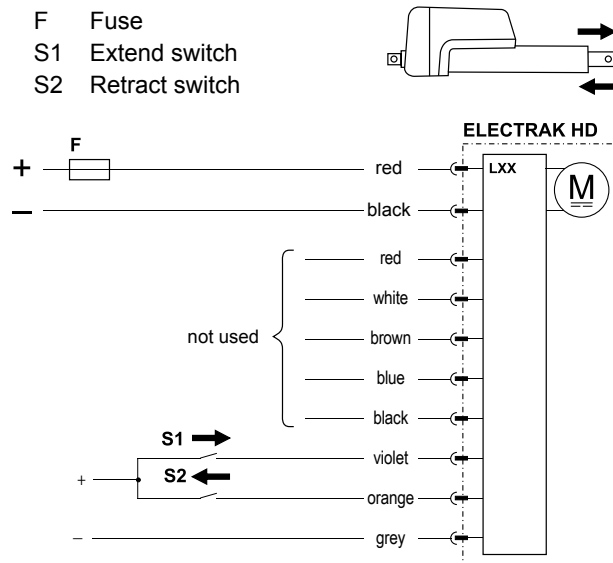 F Fuse
S1 Extend switch
S2 Retract switch
ELECTRAK HD
F
+ red LXX M
− black
red
white
not used brown
blue
black
S1 violet
+ S2
orange
− grey